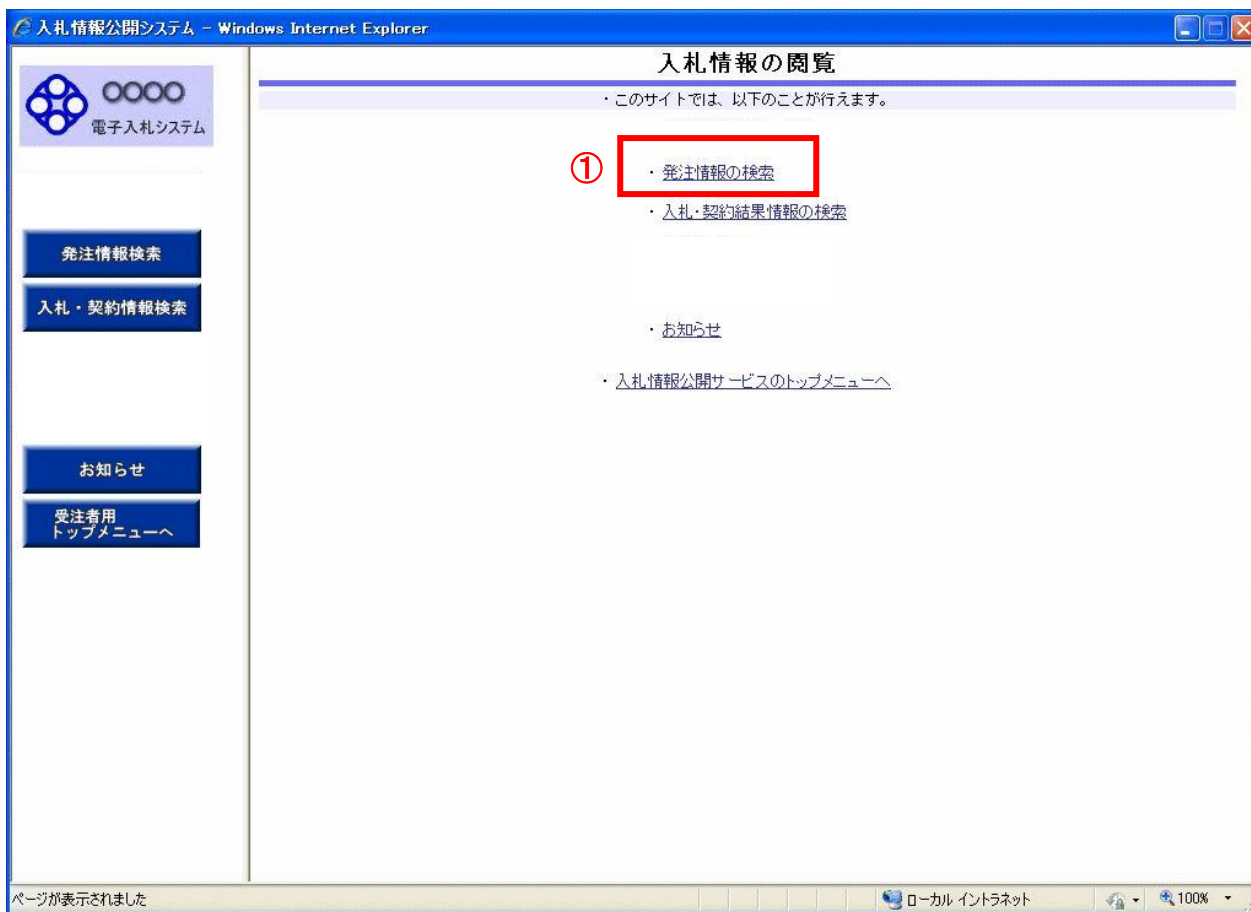 入札情報公開システム - Windows Internet Explorer
○○○○
電子入札システム
発注情報検索
入札・契約情報検索
お知らせ
受注者用
トップメニューへ
入札情報の閲覧
・このサイトでは、以下のことが行えます。
①
・発注情報の検索
・入札・契約結果情報の検索
・お知らせ
・入札情報公開サービスのトップメニューへ
ページが表示されました
ローカル イントラネット
100%